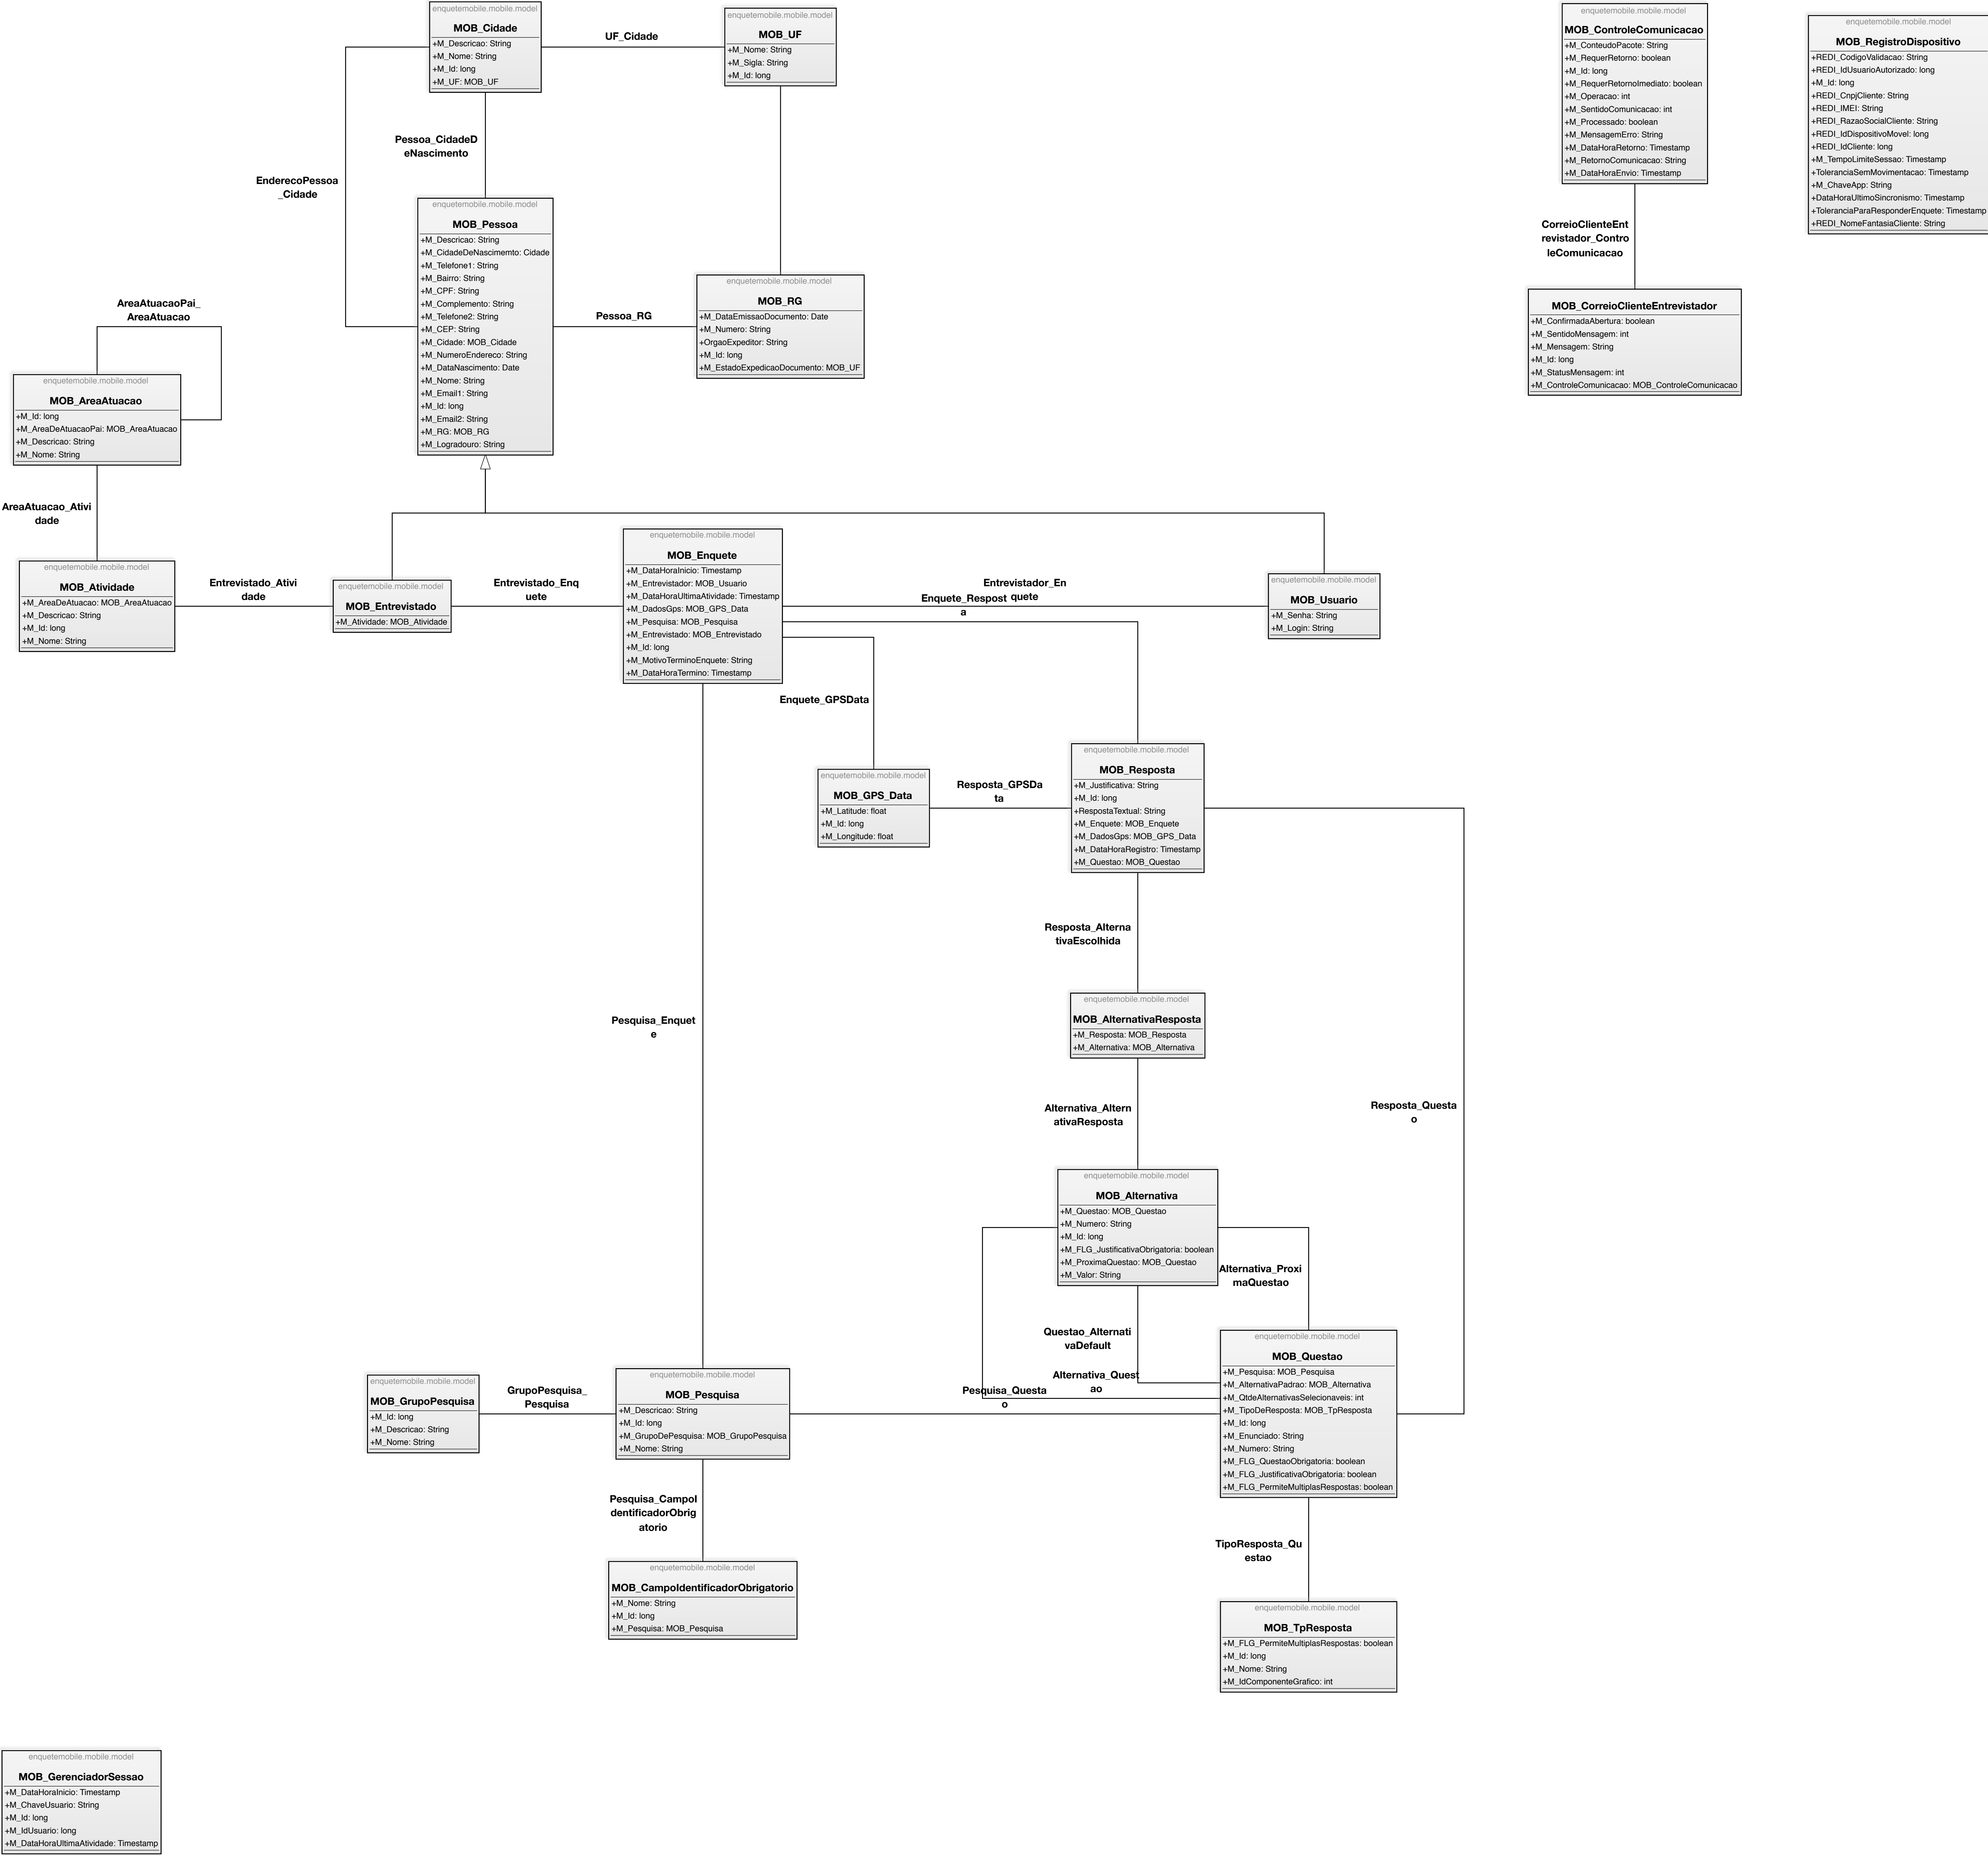 enquetemobile.mobile.model
MOB_Cidade
+M_Descricao: String
+M_Nome: String
+M_Id: long
+M_UF: MOB_UF
UF_Cidade
enquetemobile.mobile.model
MOB_UF
+M_Nome: String
+M_Sigla: String
+M_Id: long
enquetemobile.mobile.model
MOB_ControleComunicacao
+M_ConteudoPacote: String
+M_RequerRetorno: boolean
+M_Id: long
+M_RequerRetornoImediato: boolean
+M_Operacao: int
+M_SentidoComunicacao: int
+M_Processado: boolean
+M_MensagemErro: String
+M_DataHoraRetorno: Timestamp
+M_RetornoComunicacao: String
+M_DataHoraEnvio: Timestamp
enquetemobile.mobile.model
MOB_RegistroDispositivo
+REDI_CodigoValidacao: String
+REDI_IdUsuarioAutorizado: long
+M_Id: long
+REDI_CnpjCliente: String
+REDI_IMEI: String
+REDI_RazaoSocialCliente: String
+REDI_IdDispositivoMovel: long
+REDI_IdCliente: long
+M_TempoLimiteSessao: Timestamp
+ToleranciaSemMovimentacao: Timestamp
+M_ChaveApp: String
+DataHoraUltimoSincronismo: Timestamp
+ToleranciaParaResponderEnquete: Timestamp
+REDI_NomeFantasiaCliente: String
Pessoa_CidadeD
eNascimento
EnderecoPessoa
_Cidade
enquetemobile.mobile.model
MOB_Pessoa
+M_Descricao: String
+M_CidadeDeNascimemto: Cidade
+M_Telefone1: String
+M_Bairro: String
+M_CPF: String
+M_Complemento: String
+M_Telefone2: String
+M_CEP: String
+M_Cidade: MOB_Cidade
+M_NumeroEndereco: String
+M_DataNascimento: Date
+M_Nome: String
+M_Email1: String
+M_Id: long
+M_Email2: String
+M_RG: MOB_RG
+M_Logradouro: String
Pessoa_RG
enquetemobile.mobile.model
MOB_RG
+M_DataEmissaoDocumento: Date
+M_Numero: String
+OrgaoExpeditor: String
+M_Id: long
+M_EstadoExpedicaoDocumento: MOB_UF
CorreioClienteEnt
revistador_Contro
leComunicacao
MOB_CorreioClienteEntrevistador
+M_ConfirmadaAbertura: boolean
+M_SentidoMensagem: int
+M_Mensagem: String
+M_Id: long
+M_StatusMensagem: int
+M_ControleComunicacao: MOB_ControleComunicacao
AreaAtuacaoPai_
AreaAtuacao
enquetemobile.mobile.model
MOB_AreaAtuacao
+M_Id: long
+M_AreaDeAtuacaoPai: MOB_AreaAtuacao
+M_Descricao: String
+M_Nome: String
AreaAtuacao_Ativi
dade
enquetemobile.mobile.model
MOB_Atividade
+M_AreaDeAtuacao: MOB_AreaAtuacao
+M_Descricao: String
+M_Id: long
+M_Nome: String
Entrevistado_Ativi
dade
enquetemobile.mobile.model
MOB_Entrevistado
+M_Atividade: MOB_Atividade
Entrevistado_Enq
uete
enquetemobile.mobile.model
MOB_Enquete
+M_DataHoraInicio: Timestamp
+M_Entrevistador: MOB_Usuario
+M_DataHoraUltimaAtividade: Timestamp
+M_DadosGps: MOB_GPS_Data
+M_Pesquisa: MOB_Pesquisa
+M_Entrevistado: MOB_Entrevistado
+M_Id: long
+M_MotivoTerminoEnquete: String
+M_DataHoraTermino: Timestamp
Entrevistador_En
quete
Enquete_Respost
a
enquetemobile.mobile.model
MOB_Usuario
+M_Senha: String
+M_Login: String
Enquete_GPSData
enquetemobile.mobile.model
MOB_GPS_Data
+M_Latitude: float
+M_Id: long
+M_Longitude: float
Resposta_GPSDa
ta
enquetemobile.mobile.model
MOB_Resposta
+M_Justificativa: String
+M_Id: long
+RespostaTextual: String
+M_Enquete: MOB_Enquete
+M_DadosGps: MOB_GPS_Data
+M_DataHoraRegistro: Timestamp
+M_Questao: MOB_Questao
Resposta_Alterna
tivaEscolhida
Pesquisa_Enquet
e
enquetemobile.mobile.model
MOB_AlternativaResposta
+M_Resposta: MOB_Resposta
+M_Alternativa: MOB_Alternativa
Alternativa_Altern
ativaResposta
Resposta_Questa
o
enquetemobile.mobile.model
MOB_Alternativa
+M_Questao: MOB_Questao
+M_Numero: String
+M_Id: long
+M_FLG_JustificativaObrigatoria: boolean
+M_ProximaQuestao: MOB_Questao
+M_Valor: String
Alternativa_Proxi
maQuestao
Questao_Alternati
vaDefault
Alternativa_Quest
ao
Pesquisa_Questa
o
enquetemobile.mobile.model
MOB_Questao
+M_Pesquisa: MOB_Pesquisa
+M_AlternativaPadrao: MOB_Alternativa
+M_QtdeAlternativasSelecionaveis: int
+M_TipoDeResposta: MOB_TpResposta
+M_Id: long
+M_Enunciado: String
+M_Numero: String
+M_FLG_QuestaoObrigatoria: boolean
+M_FLG_JustificativaObrigatoria: boolean
+M_FLG_PermiteMultiplasRespostas: boolean
enquetemobile.mobile.model
MOB_GrupoPesquisa
+M_Id: long
+M_Descricao: String
+M_Nome: String
GrupoPesquisa_
Pesquisa
enquetemobile.mobile.model
MOB_Pesquisa
+M_Descricao: String
+M_Id: long
+M_GrupoDePesquisa: MOB_GrupoPesquisa
+M_Nome: String
Pesquisa_CampoI
dentificadorObrig
atorio
enquetemobile.mobile.model
MOB_CampoIdentificadorObrigatorio
+M_Nome: String
+M_Id: long
+M_Pesquisa: MOB_Pesquisa
TipoResposta_Qu
estao
enquetemobile.mobile.model
MOB_TpResposta
+M_FLG_PermiteMultiplasRespostas: boolean
+M_Id: long
+M_Nome: String
+M_IdComponenteGrafico: int
enquetemobile.mobile.model
MOB_GerenciadorSessao
+M_DataHoraInicio: Timestamp
+M_ChaveUsuario: String
+M_Id: long
+M_IdUsuario: long
+M_DataHoraUltimaAtividade: Timestamp